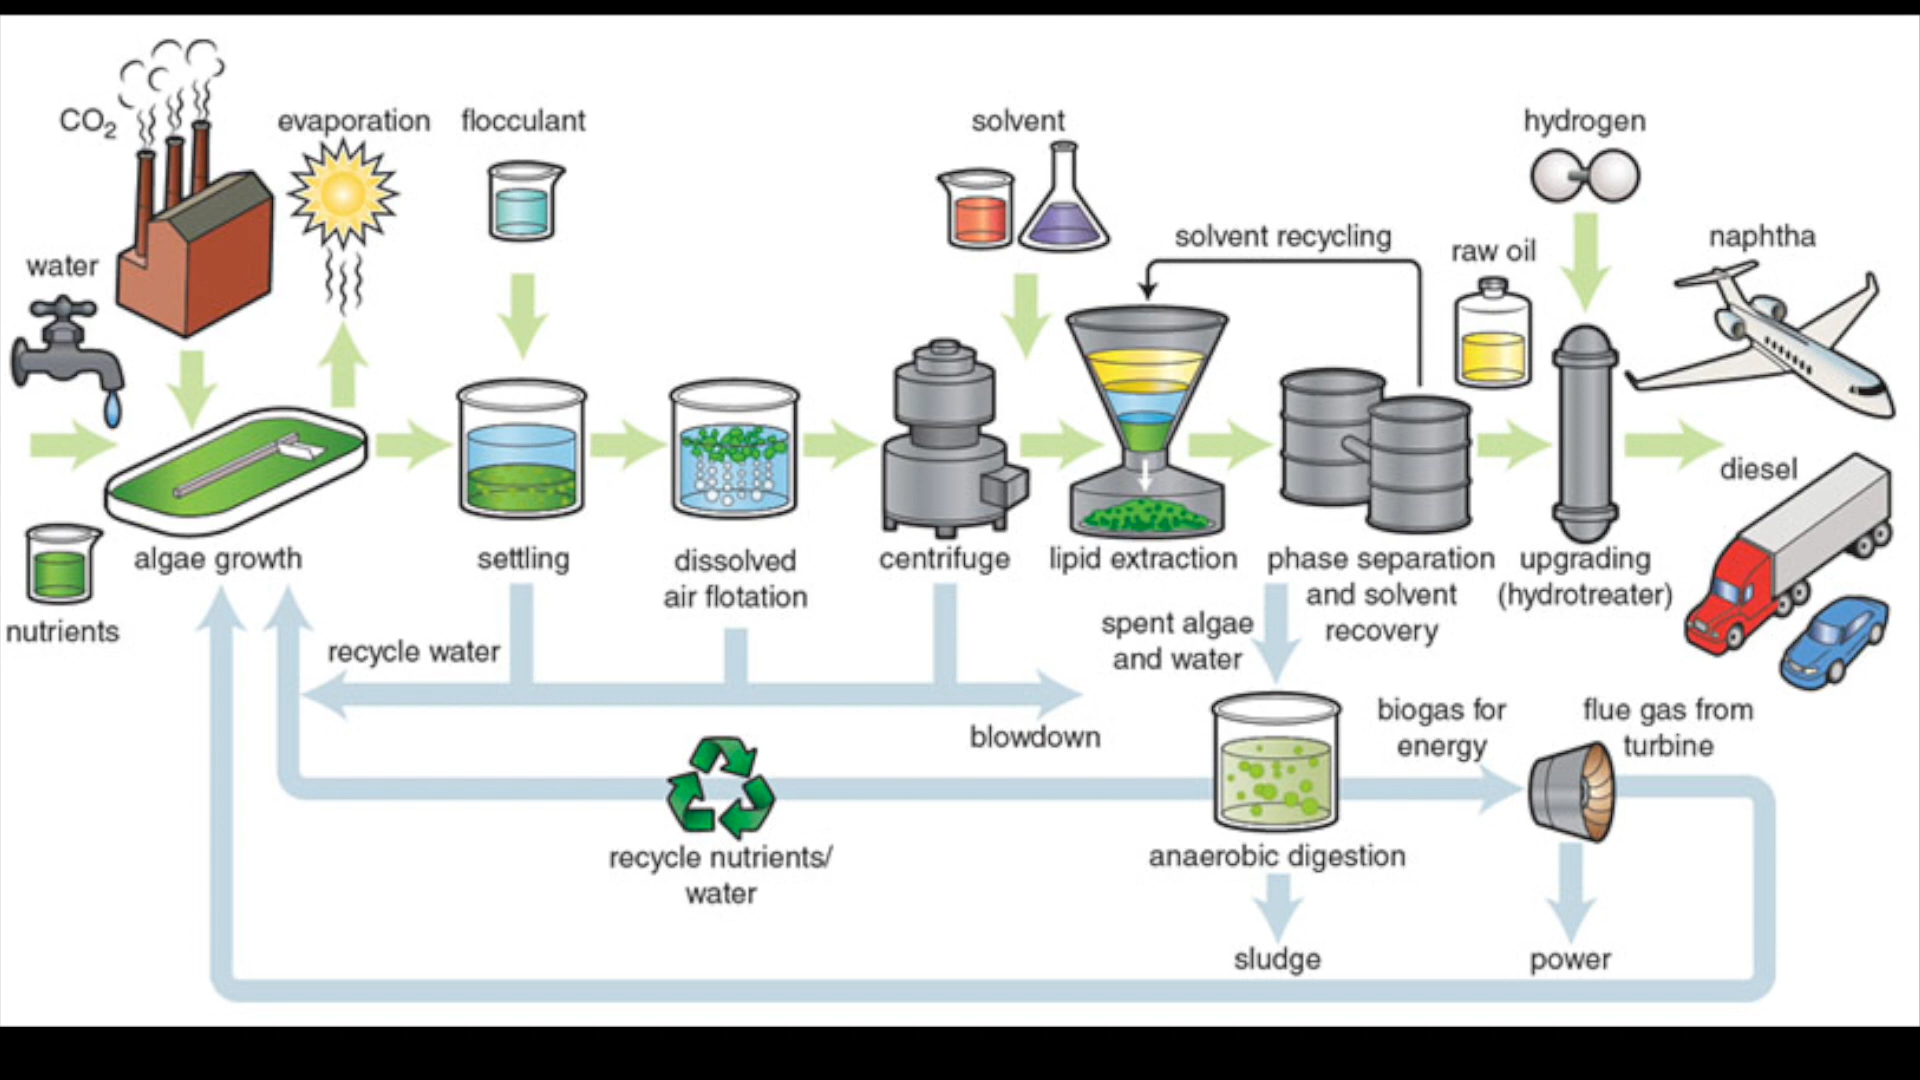 CO2
evaporation
flocculant
solvent
hydrogen
water
solvent recycling
raw oil
naphtha
diesel
nutrients
algae growth
settling
dissolved
air flotation
centrifuge
lipid extraction
phase separation
and solvent
recovery
upgrading
(hydrotreater)
recycle water
blowdown
spent algae
and water
biogas for
energy
flue gas from
turbine
recycle nutrients/
water
anaerobic digestion
sludge
power